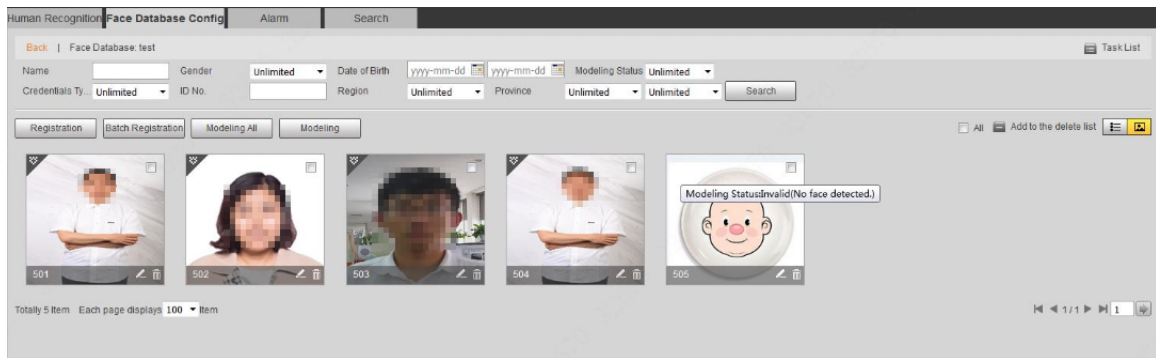 Human Recognition Face Database Config Alarm Search
Back | Face Database: test Task List
Name Gender Unlimited Date of Birth yyyy-mm-dd yyyy-mm-dd Modeling Status Unlimited
Credentials Ty... Unlimited ID No. Region Unlimited Province Unlimited Unlimited Search
Registration Batch Registration Modeling All Modeling All Add to the delete list
Modeling Status:Invalid(No face detected.)
501 502 503 504 505
Totally 5 Item Each page displays 100 Item 1/1 1